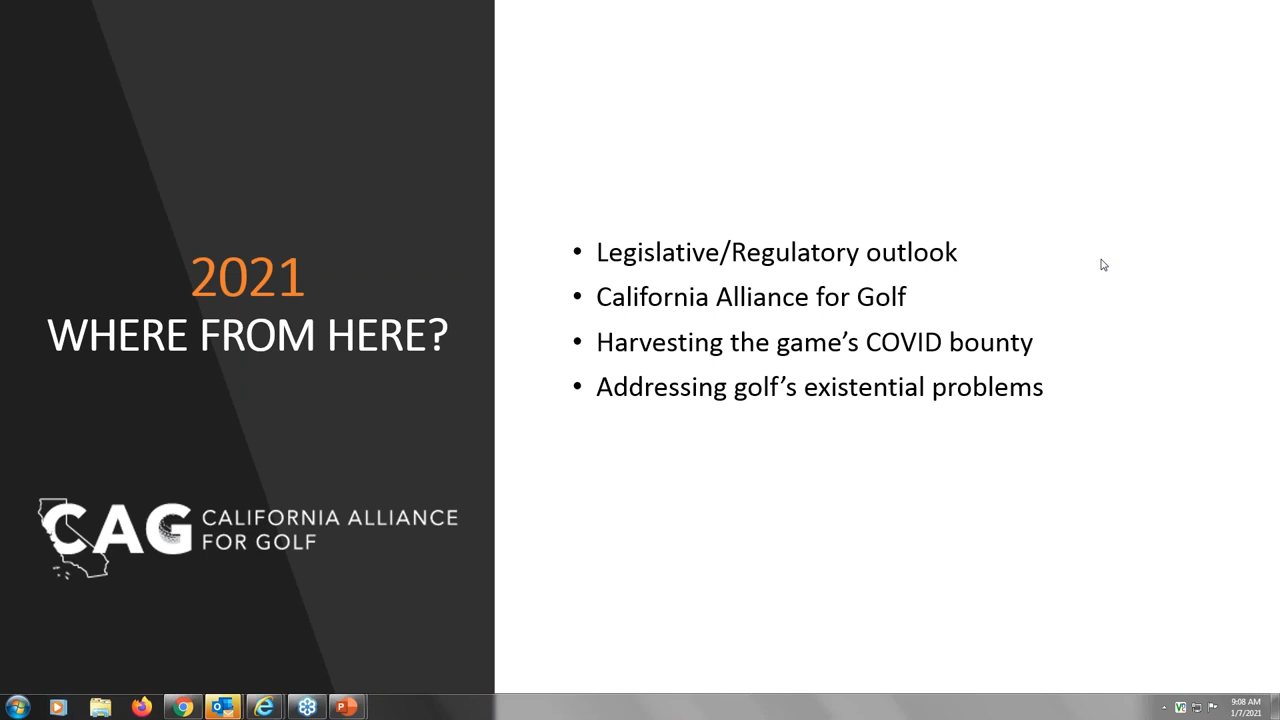 2021
WHERE FROM HERE?
CAG
CALIFORNIA ALLIANCE
FOR GOLF
• Legislative/Regulatory outlook
• California Alliance for Golf
• Harvesting the game’s COVID bounty
• Addressing golf’s existential problems
9:08 AM
1/7/2021